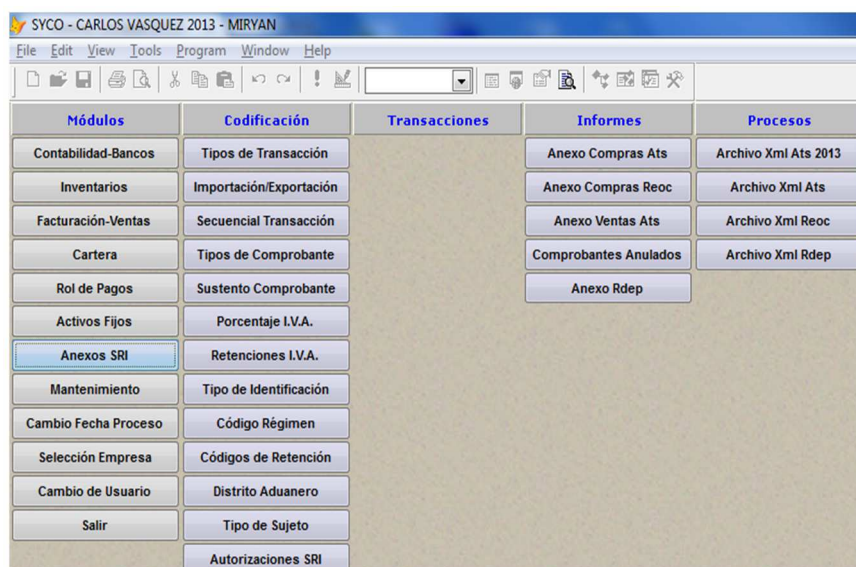 SYCO - CARLOS VASQUEZ 2013 - MIRYAN
File Edit View Tools Program Window Help
Módulos Codificación Transacciones Informes Procesos
Contabilidad-Bancos Tipos de Transacción Anexo Compras Ats Archivo Xml Ats 2013
Inventarios Importación/Exportación Anexo Compras Reoc Archivo Xml Ats
Facturación-Ventas Secuencial Transacción Anexo Ventas Ats Archivo Xml Reoc
Cartera Tipos de Comprobante Comprobantes Anulados Archivo Xml Rdep
Rol de Pagos Sustento Comprobante Anexo Rdep
Activos Fijos Porcentaje I.V.A.
Anexos SRI Retenciones I.V.A.
Mantenimiento Tipo de Identificación
Cambio Fecha Proceso Código Régimen
Selección Empresa Códigos de Retención
Cambio de Usuario Distrito Aduanero
Salir Tipo de Sujeto
Autorizaciones SRI